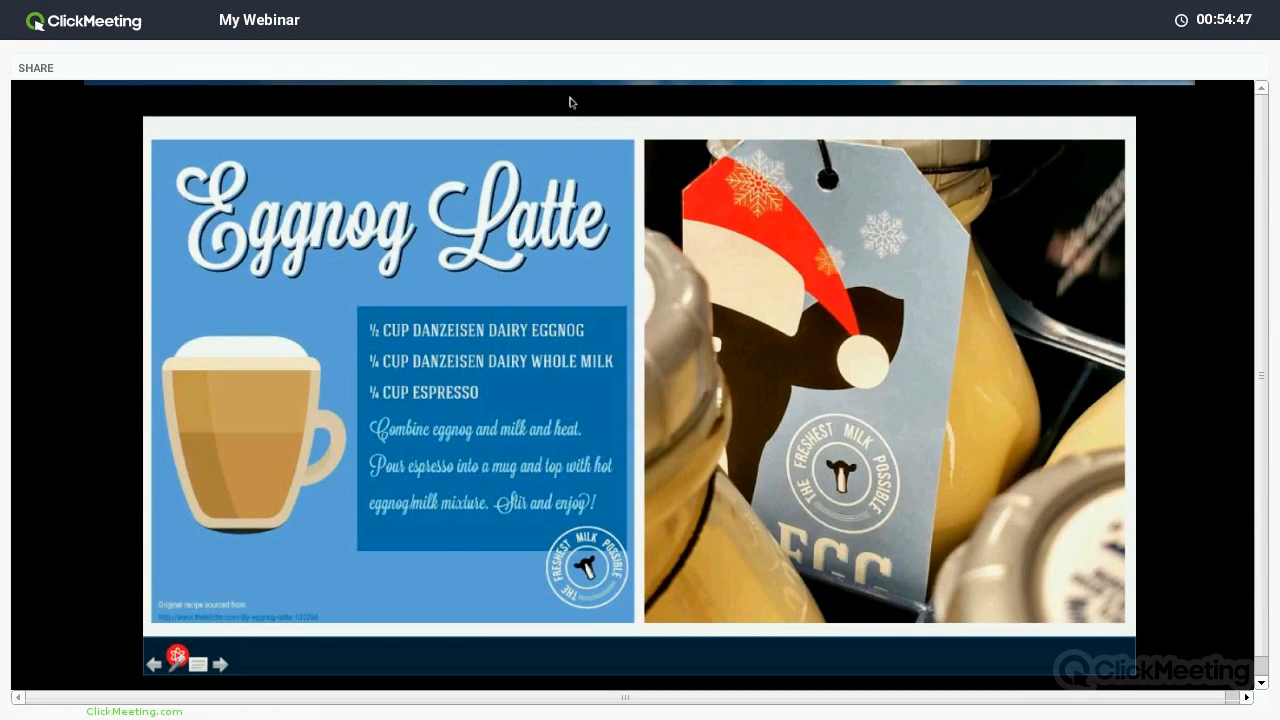 ClickMeeting
My Webinar
00:54:47
SHARE
Eggnog Latte
½ CUP DANZEISEN DAIRY EGGNOG
¼ CUP DANZEISEN DAIRY WHOLE MILK
¼ CUP ESPRESSO
Combine eggnog and milk and heat.
Pour espresso into a mug and top with hot
eggnog/milk mixture. Stir and enjoy!
THE FRESHEST MILK POSSIBLE
Original recipe sourced from
THE FRESHEST MILK POSSIBLE
EGG
ClickMeeting
ClickMeeting.com